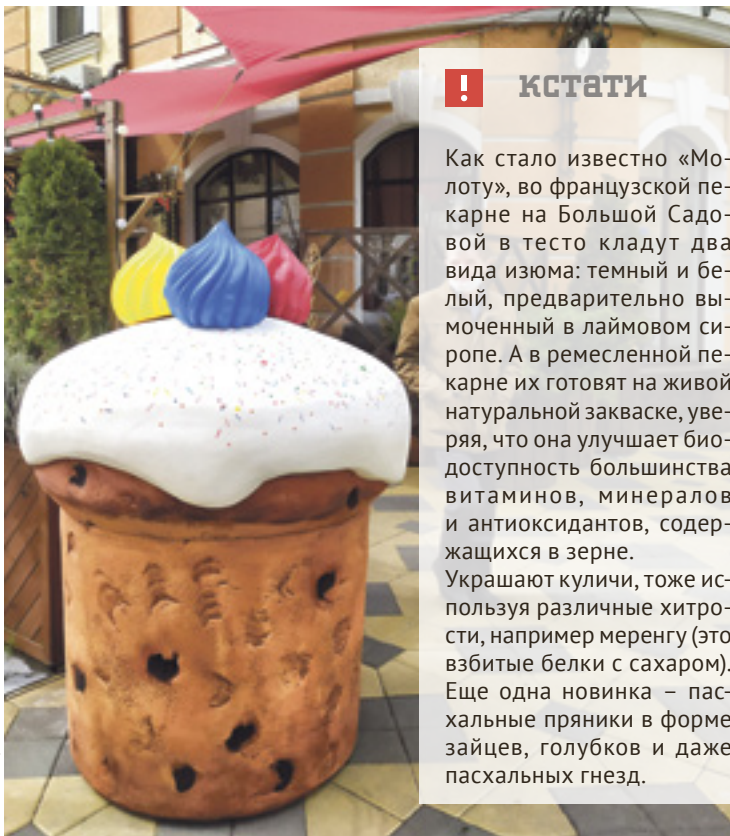 ! кстати
Как стало известно «Мо-
лоту», во французской пе-
карне на Большой Садо-
вой в тесто кладут два
вида изюма: темный и бе-
лый, предварительно вы-
моченный в лаймовом си-
ропе. А в ремесленной пе-
карне их готовят на живой
натуральной закваске, уве-
ряя, что она улучшает био-
доступность большинства
витаминов, минералов
и антиоксидантов, содер-
жащихся в зерне.
Украшают куличи, тоже ис-
пользуя различные хитро-
сти, например меренгу (это
взбитые белки с сахаром).
Еще одна новинка – пас-
хальные пряники в форме
зайцев, голубков и даже
пасхальных гнезд.